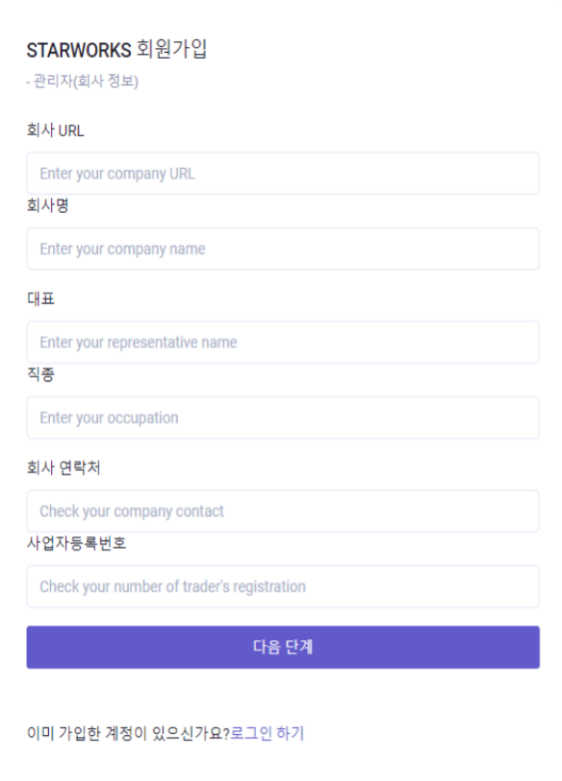 STARWORKS 회원가입
- 관리자(회사 정보)
회사 URL
Enter your company URL
회사명
Enter your company name
대표
Enter your representative name
직종
Enter your occupation
회사 연락처
Check your company contact
사업자등록번호
Check your number of trader's registration
다음 단계
이미 가입한 계정이 있으신가요?로그인 하기